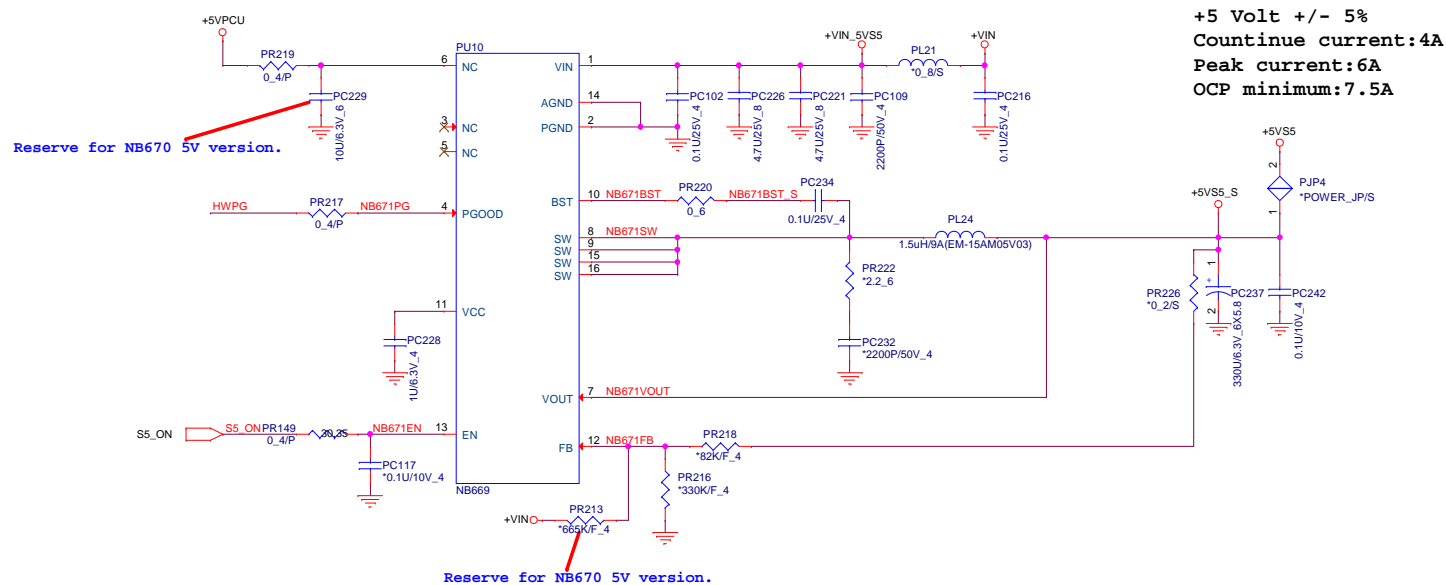 +5 Volt +/- 5%
Countinue current:4A
Peak current:6A
OCP minimum:7.5A
+5VPCU
PR219
0_4/P
PC229
10U/6.3V_6
Reserve for NB670 5V version.
PU10
6 NC
3 NC
5 NC
HWPG
PR217
0_4/P
NB671PG
4 PGOOD
11 VCC
PC228
1U/6.3V_4
S5_ON
S5_ON
PR149
0_4/P
NB671EN
13 EN
PC117
*0.1U/10V_4
NB669
VIN 1
AGND 14
PGND 2
+VIN_5VS5
PL21
*0_8/S
+VIN
PC102
0.1U/25V_4
PC226
4.7U/25V_8
PC221
4.7U/25V_8
PC109
2200P/50V_4
PC216
0.1U/25V_4
BST 10
NB671BST
PR220
0_6
NB671BST_S
PC234
0.1U/25V_4
SW 8
NB671SW
SW 9
SW 15
SW 16
PL24
1.5uH/9A(EM-15AM05V03)
PR222
*2.2_6
PC232
*2200P/50V_4
VOUT 7
NB671VOUT
FB 12
NB671FB
PR218
*82K/F_4
PR216
*330K/F_4
+VIN
PR213
*665K/F_4
Reserve for NB670 5V version.
+5VS5
2
PJP4
*POWER_JP/S
1
+5VS5_S
PR226
*0_2/S
1
+
PC237
2
330U/6.3V_6X5.8
PC242
0.1U/10V_4